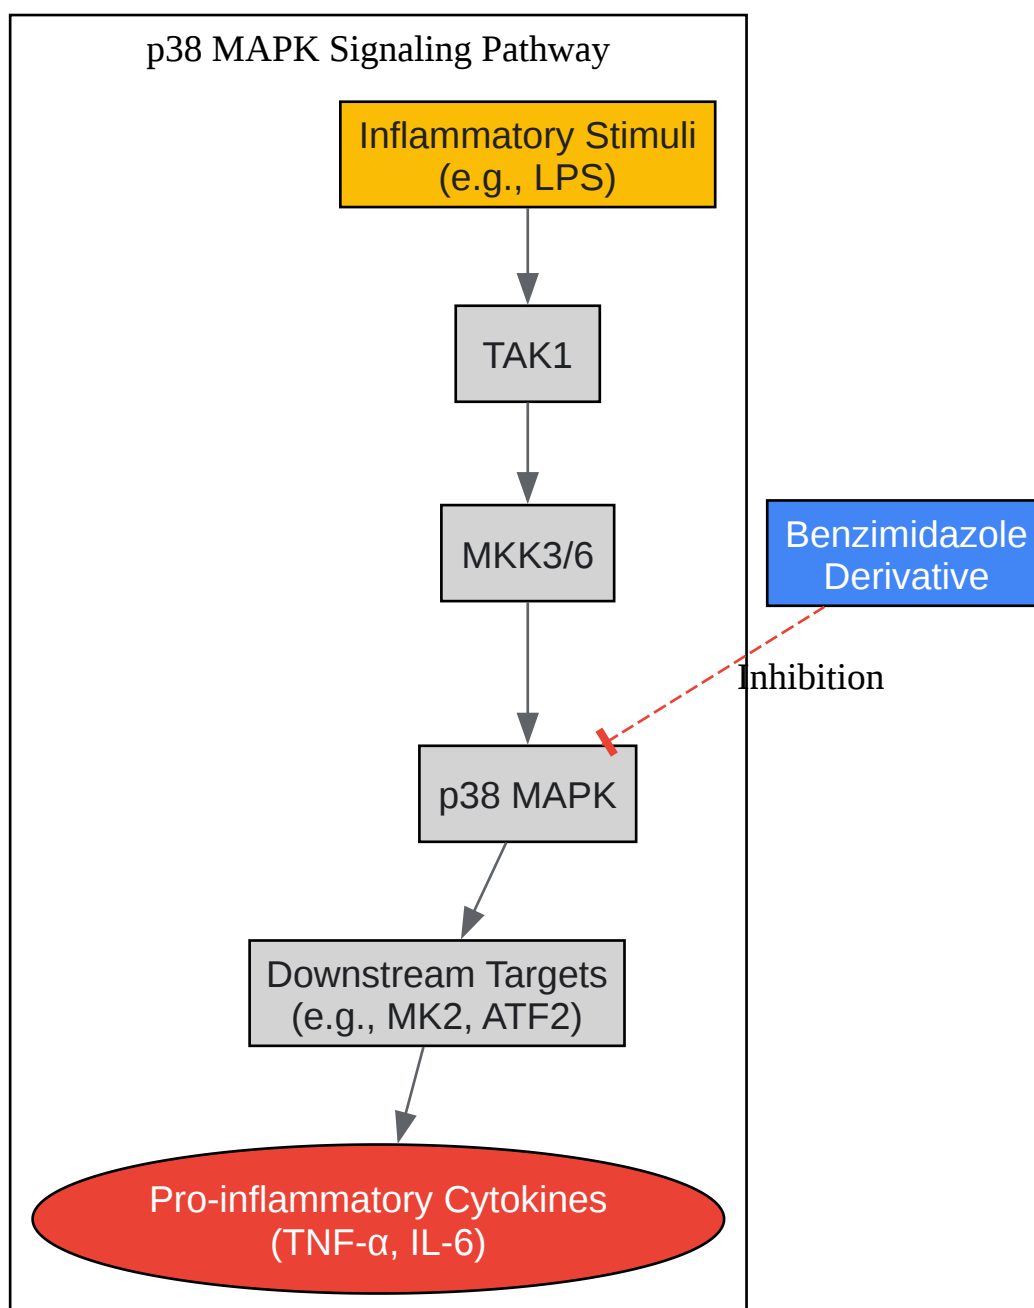 p38 MAPK Signaling Pathway
Inflammatory Stimuli
(e.g., LPS)
TAK1
MKK3/6
Benzimidazole
Derivative
Inhibition
p38 MAPK
Downstream Targets
(e.g., MK2, ATF2)
Pro-inflammatory Cytokines
(TNF-α, IL-6)